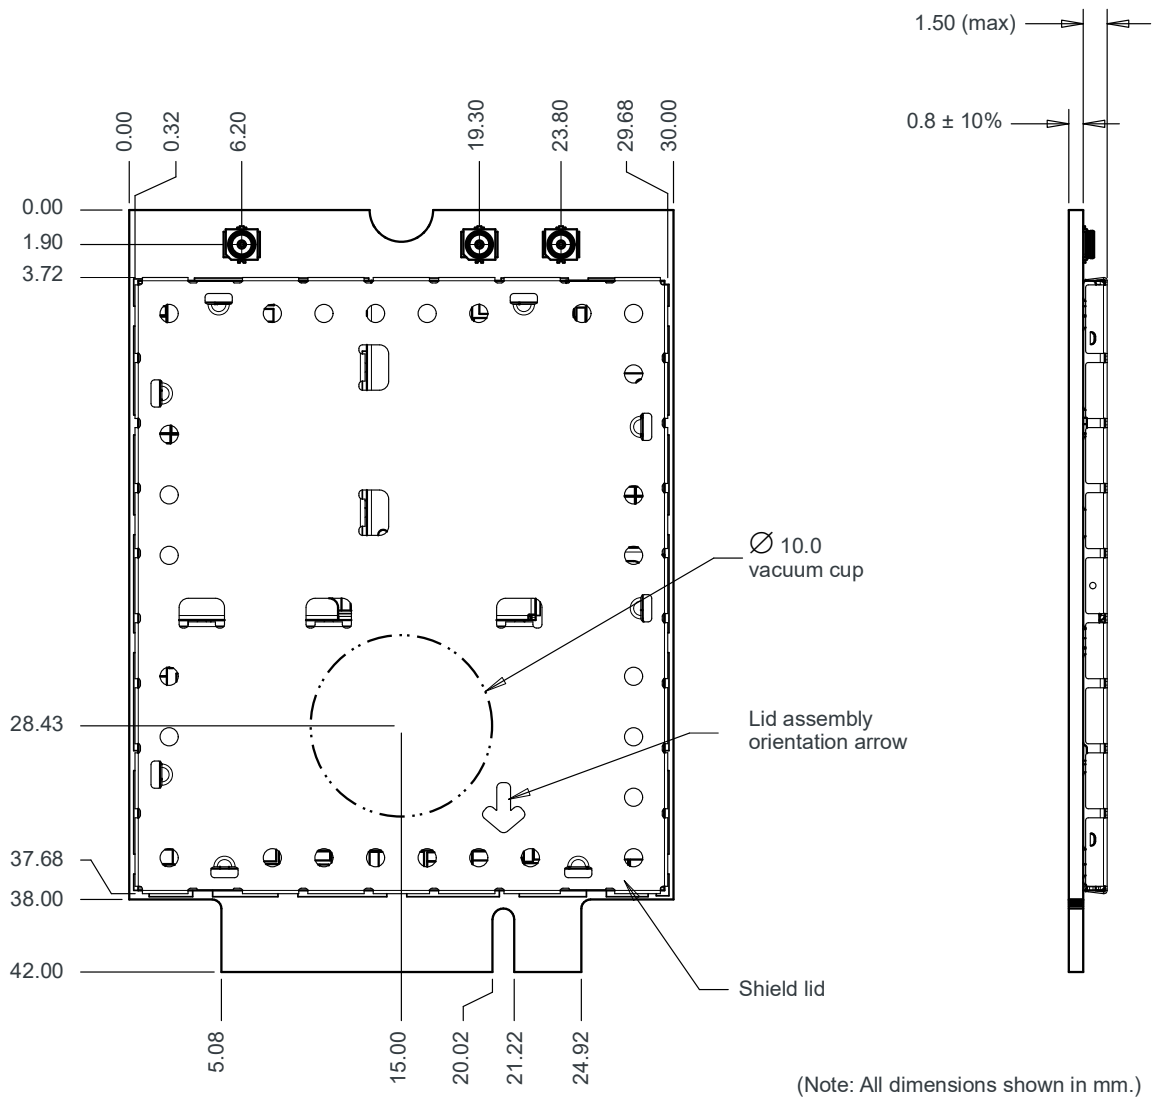 1.50 (max)
0.8 ± 10%
0.00
0.32
6.20
19.30
23.80
29.68
30.00
0.00
1.90
3.72
Ø 10.0
vacuum cup
28.43
Lid assembly
orientation arrow
37.68
38.00
42.00
Shield lid
5.08
15.00
20.02
21.22
24.92
(Note: All dimensions shown in mm.)